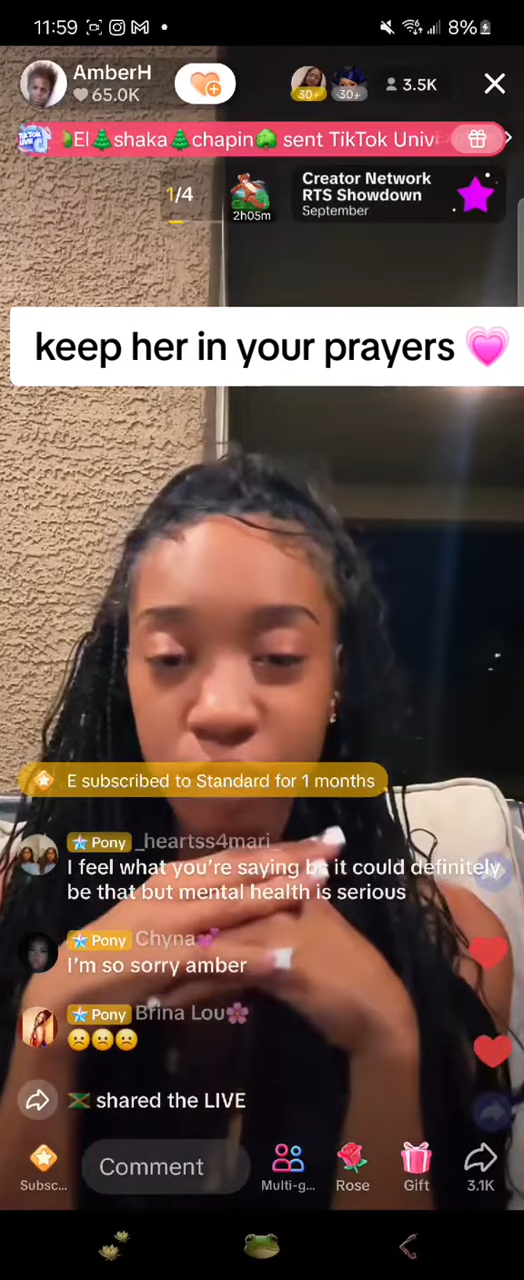 11:59
8%
AmberH
65.0K
30+
30+
3.5K
El🌲shaka🌲chapin🌳 sent TikTok Univ
1/4
2h05m
Creator Network
RTS Showdown
September
keep her in your prayers 💗
E subscribed to Standard for 1 months
Pony _heartss4mari_
I feel what you're saying bc it could definitely
be that but mental health is serious
Pony Chyna💞
I'm so sorry amber
Pony Brina Lou🌸
☹️☹️☹️
🇯🇲 shared the LIVE
Comment
Subsc...
Multi-g...
Rose
Gift
3.1K